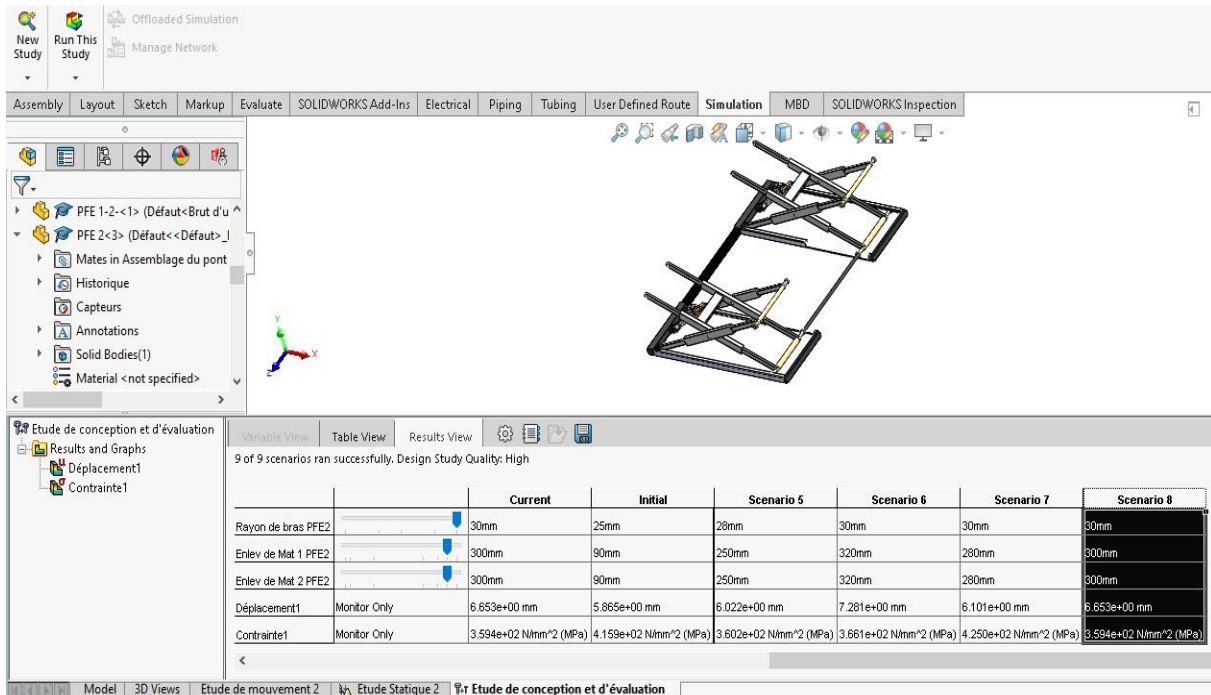 New Study
Run This Study
Offloaded Simulation
Manage Network
Assembly Layout Sketch Markup Evaluate SOLIDWORKS Add-Ins Electrical Piping Tubing User Defined Route Simulation MBD SOLIDWORKS Inspection
PFE 1-2-<1> (Défaut<Brut d'u
PFE 2<3> (Défaut<<Défaut>_
Mates in Assemblage du pont
Historique
Capteurs
A Annotations
Solid Bodies(1)
Material <not specified>
Y
X
Z
Etude de conception et d'évaluation
Results and Graphs
Déplacement1
Contrainte1
Variable View Table View Results View
9 of 9 scenarios ran successfully. Design Study Quality: High
Current Initial Scenario 5 Scenario 6 Scenario 7 Scenario 8
Rayon de bras PFE2 30mm 25mm 28mm 30mm 30mm 30mm
Enlev de Mat 1 PFE2 300mm 90mm 250mm 320mm 280mm 300mm
Enlev de Mat 2 PFE2 300mm 90mm 250mm 320mm 280mm 300mm
Déplacement1 Monitor Only 6.653e+00 mm 5.865e+00 mm 6.022e+00 mm 7.281e+00 mm 6.101e+00 mm 6.653e+00 mm
Contrainte1 Monitor Only 3.594e+02 N/mm^2 (MPa) 4.159e+02 N/mm^2 (MPa) 3.602e+02 N/mm^2 (MPa) 3.661e+02 N/mm^2 (MPa) 4.250e+02 N/mm^2 (MPa) 3.594e+02 N/mm^2 (MPa)
Model 3D Views Etude de mouvement 2 Etude Statique 2 Etude de conception et d'évaluation